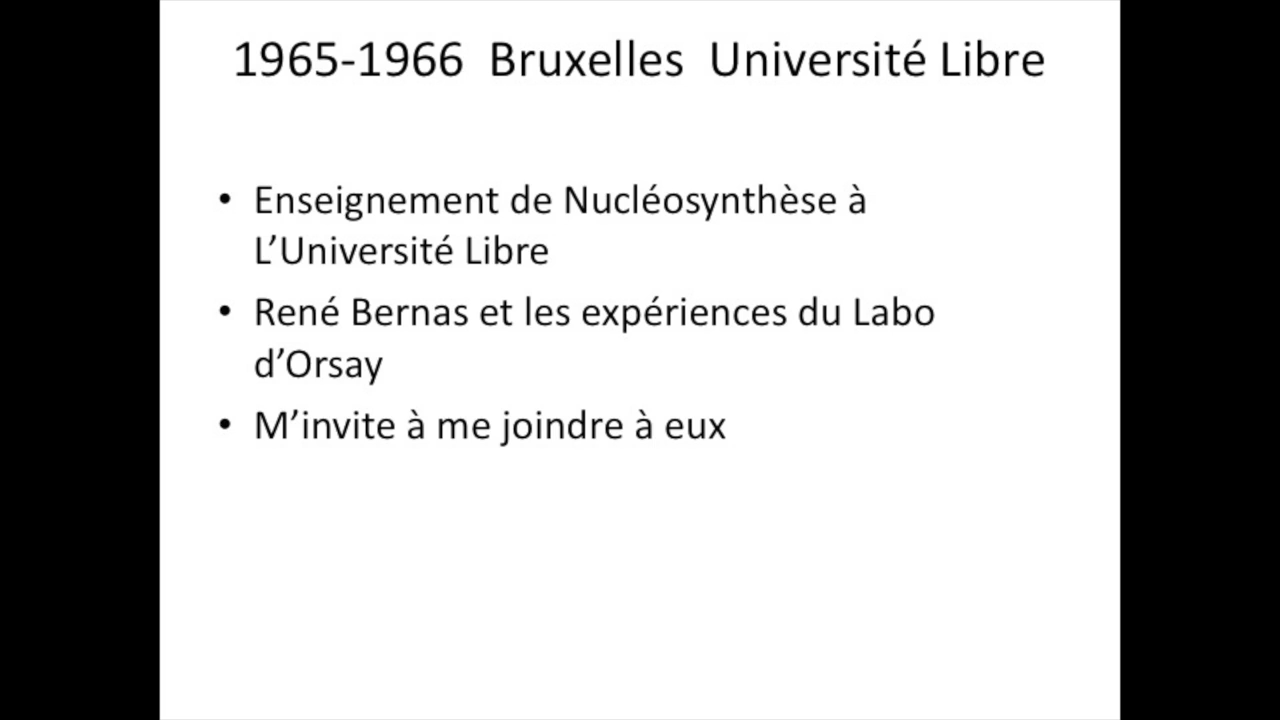 1965-1966 Bruxelles Université Libre
• Enseignement de Nucléosynthèse à
L’Université Libre
• René Bernas et les expériences du Labo
d’Orsay
• M’invite à me joindre à eux